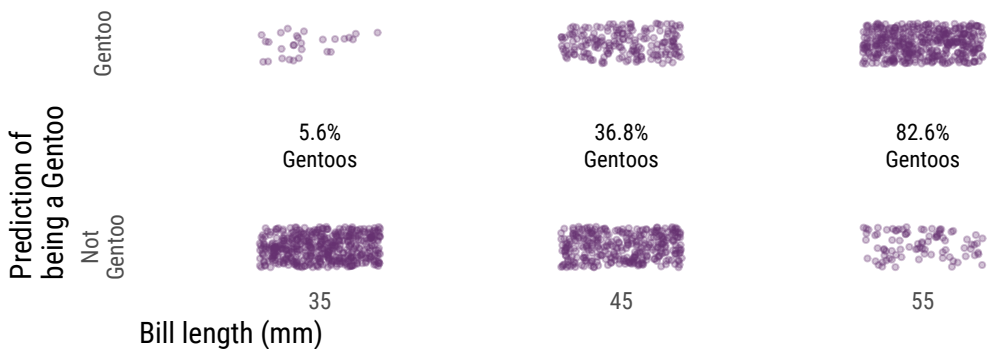 Prediction of
being a Gentoo
Gentoo
5.6%
Gentoos
36.8%
Gentoos
82.6%
Gentoos
Not
Gentoo
35
45
55
Bill length (mm)